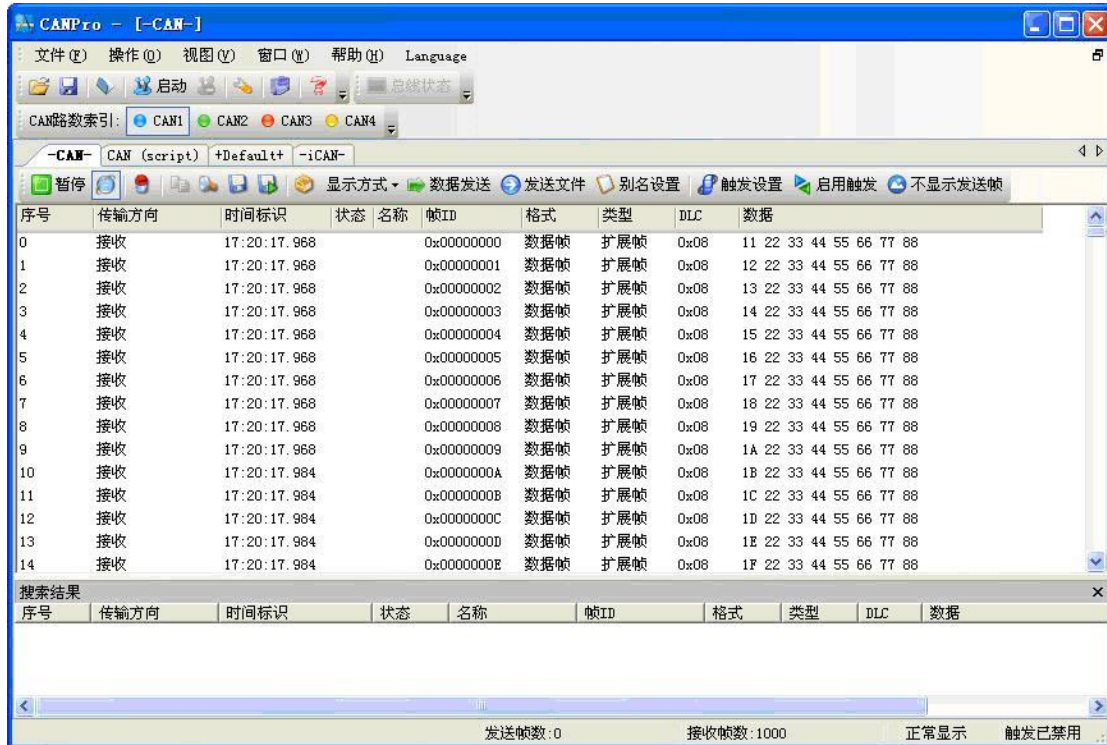 CANPro - [-CAN-]
文件(F) 操作(O) 视图(V) 窗口(W) 帮助(H) Language
启动 总线状态
CAN路数索引: CAN1 CAN2 CAN3 CAN4
-CAN- CAN (script) +Default+ -iCAN-
暂停 显示方式 数据发送 发送文件 别名设置 触发设置 启用触发 不显示发送帧
序号 传输方向 时间标识 状态 名称 帧ID 格式 类型 DLC 数据
0 接收 17:20:17.968 0x00000000 数据帧 扩展帧 0x08 11 22 33 44 55 66 77 88
1 接收 17:20:17.968 0x00000001 数据帧 扩展帧 0x08 12 22 33 44 55 66 77 88
2 接收 17:20:17.968 0x00000002 数据帧 扩展帧 0x08 13 22 33 44 55 66 77 88
3 接收 17:20:17.968 0x00000003 数据帧 扩展帧 0x08 14 22 33 44 55 66 77 88
4 接收 17:20:17.968 0x00000004 数据帧 扩展帧 0x08 15 22 33 44 55 66 77 88
5 接收 17:20:17.968 0x00000005 数据帧 扩展帧 0x08 16 22 33 44 55 66 77 88
6 接收 17:20:17.968 0x00000006 数据帧 扩展帧 0x08 17 22 33 44 55 66 77 88
7 接收 17:20:17.968 0x00000007 数据帧 扩展帧 0x08 18 22 33 44 55 66 77 88
8 接收 17:20:17.968 0x00000008 数据帧 扩展帧 0x08 19 22 33 44 55 66 77 88
9 接收 17:20:17.968 0x00000009 数据帧 扩展帧 0x08 1A 22 33 44 55 66 77 88
10 接收 17:20:17.984 0x0000000A 数据帧 扩展帧 0x08 1B 22 33 44 55 66 77 88
11 接收 17:20:17.984 0x0000000B 数据帧 扩展帧 0x08 1C 22 33 44 55 66 77 88
12 接收 17:20:17.984 0x0000000C 数据帧 扩展帧 0x08 1D 22 33 44 55 66 77 88
13 接收 17:20:17.984 0x0000000D 数据帧 扩展帧 0x08 1E 22 33 44 55 66 77 88
14 接收 17:20:17.984 0x0000000E 数据帧 扩展帧 0x08 1F 22 33 44 55 66 77 88
搜索结果
序号 传输方向 时间标识 状态 名称 帧ID 格式 类型 DLC 数据
发送帧数:0 接收帧数:1000 正常显示 触发已禁用